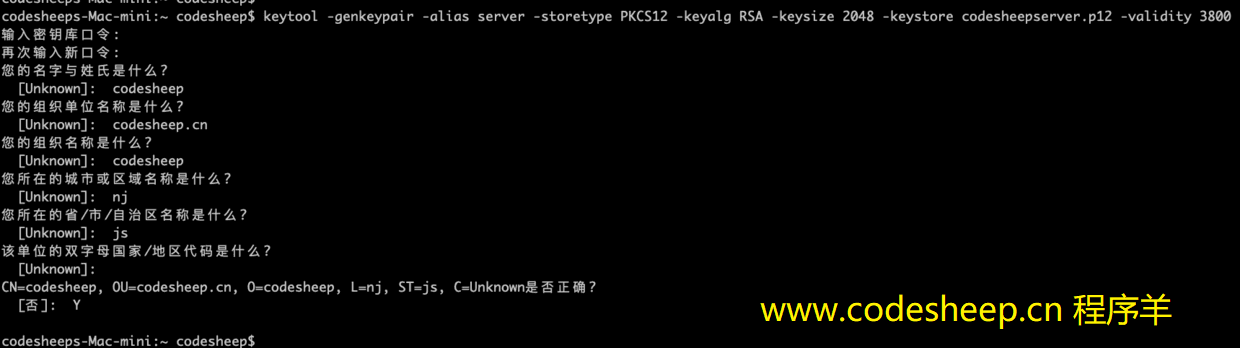 codesheeps-Mac-mini:~ codesheep$
codesheeps-Mac-mini:~ codesheep$ keytool -genkeypair -alias server -storetype PKCS12 -keyalg RSA -keysize 2048 -keystore codesheepserver.p12 -validity 3800
输入密钥库口令:
再次输入新口令:
您的名字与姓氏是什么?
[Unknown]: codesheep
您的组织单位名称是什么?
[Unknown]: codesheep.cn
您的组织名称是什么?
[Unknown]: codesheep
您所在的城市或区域名称是什么?
[Unknown]: nj
您所在的省/市/自治区名称是什么?
[Unknown]: js
该单位的双字母国家/地区代码是什么?
[Unknown]:
CN=codesheep, OU=codesheep.cn, O=codesheep, L=nj, ST=js, C=Unknown是否正确?
[否]: Y
www.codesheep.cn 程序羊
codesheeps-Mac-mini:~ codesheep$